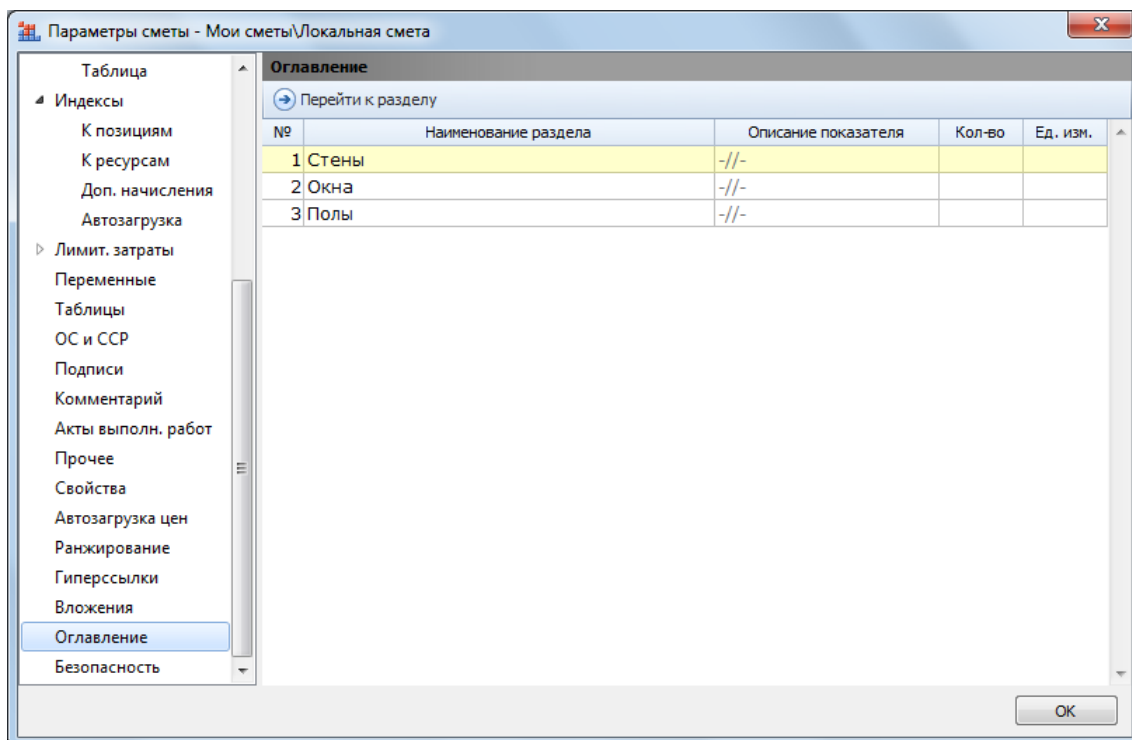 Параметры сметы - Мои сметы\Локальная смета
Таблица
Индексы
К позициям
К ресурсам
Доп. начисления
Автозагрузка
Лимит. затраты
Переменные
Таблицы
ОС и ССР
Подписи
Комментарий
Акты выполн. работ
Прочее
Свойства
Автозагрузка цен
Ранжирование
Гиперссылки
Вложения
Оглавление
Безопасность
Оглавление
Перейти к разделу
№ Наименование раздела Описание показателя Кол-во Ед. изм.
1 Стены -//-
2 Окна -//-
3 Полы -//-
ОК